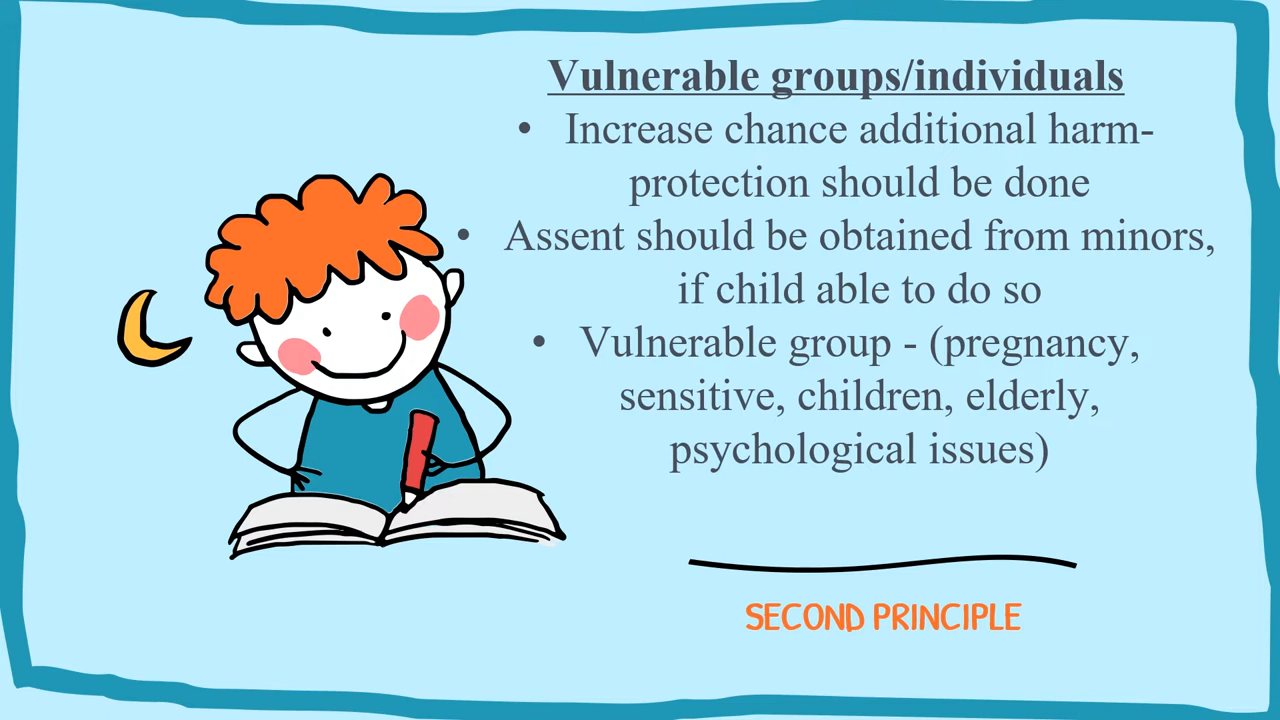 Vulnerable groups/individuals
• Increase chance additional harm-
protection should be done
• Assent should be obtained from minors,
if child able to do so
• Vulnerable group - (pregnancy,
sensitive, children, elderly,
psychological issues)
SECOND PRINCIPLE